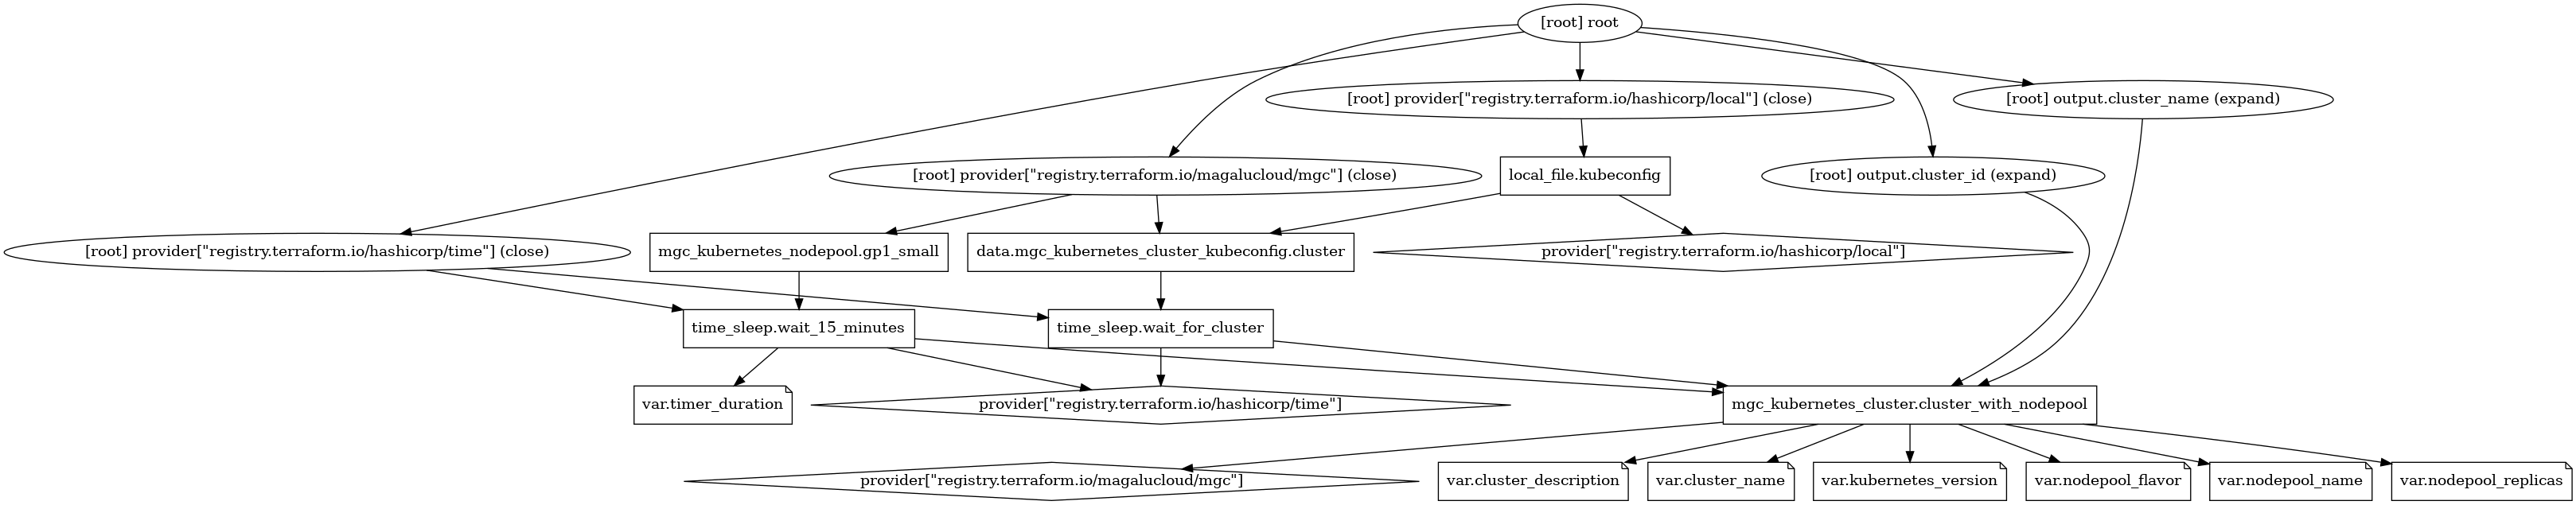 [root] root
[root] provider["registry.terraform.io/hashicorp/local"] (close)
[root] output.cluster_name (expand)
[root] provider["registry.terraform.io/magalucloud/mgc"] (close)
local_file.kubeconfig
[root] output.cluster_id (expand)
[root] provider["registry.terraform.io/hashicorp/time"] (close)
mgc_kubernetes_nodepool.gp1_small
data.mgc_kubernetes_cluster_kubeconfig.cluster
provider["registry.terraform.io/hashicorp/local"]
time_sleep.wait_15_minutes
time_sleep.wait_for_cluster
var.timer_duration
provider["registry.terraform.io/hashicorp/time"]
mgc_kubernetes_cluster.cluster_with_nodepool
provider["registry.terraform.io/magalucloud/mgc"]
var.cluster_description
var.cluster_name
var.kubernetes_version
var.nodepool_flavor
var.nodepool_name
var.nodepool_replicas